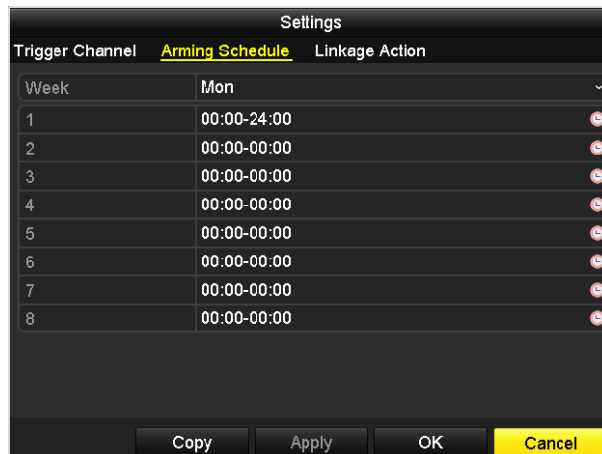 Settings
Trigger Channel Arming Schedule Linkage Action
Week Mon
1 00:00-24:00
2 00:00-00:00
3 00:00-00:00
4 00:00-00:00
5 00:00-00:00
6 00:00-00:00
7 00:00-00:00
8 00:00-00:00
Copy Apply OK Cancel